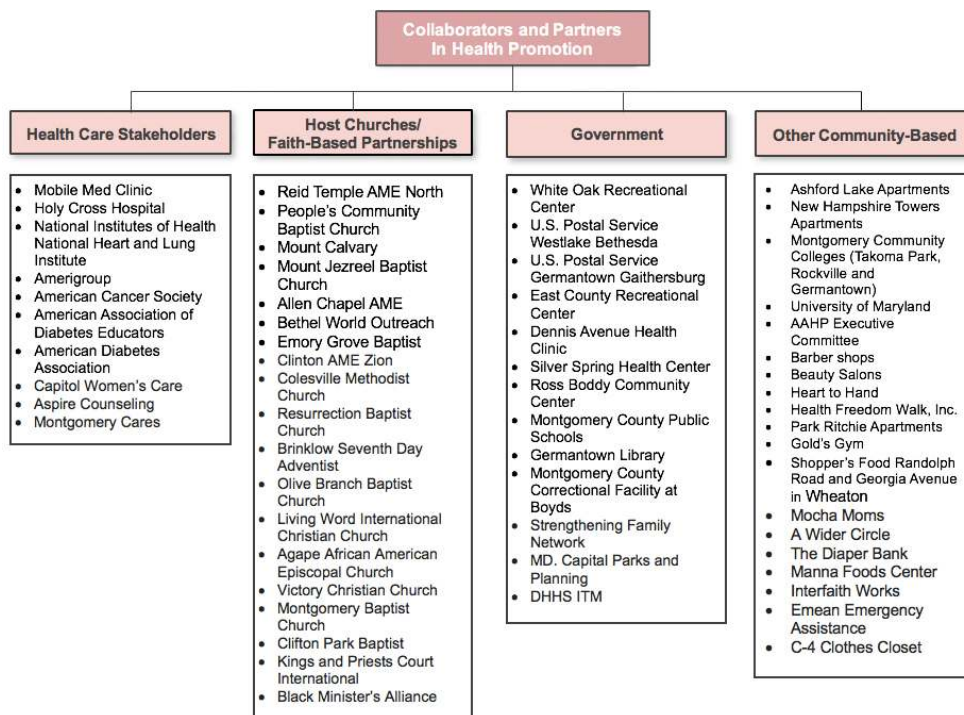 Collaborators and Partners
In Health Promotion
Health Care Stakeholders
• Mobile Med Clinic
• Holy Cross Hospital
• National Institutes of Health
National Heart and Lung
Institute
• Amerigroup
• American Cancer Society
• American Association of
Diabetes Educators
• American Diabetes
Association
• Capitol Women's Care
• Aspire Counseling
• Montgomery Cares
Host Churches/
Faith-Based Partnerships
• Reid Temple AME North
• People's Community
Baptist Church
• Mount Calvary
• Mount Jezreel Baptist
Church
• Allen Chapel AME
• Bethel World Outreach
• Emory Grove Baptist
• Clinton AME Zion
• Colesville Methodist
Church
• Resurrection Baptist
Church
• Brinklow Seventh Day
Adventist
• Olive Branch Baptist
Church
• Living Word International
Christian Church
• Agape African American
Episcopal Church
• Victory Christian Church
• Montgomery Baptist
Church
• Clifton Park Baptist
• Kings and Priests Court
International
• Black Minister's Alliance
Government
• White Oak Recreational
Center
• U.S. Postal Service
Westlake Bethesda
• U.S. Postal Service
Germantown Gaithersburg
• East County Recreational
Center
• Dennis Avenue Health
Clinic
• Silver Spring Health Center
• Ross Boddy Community
Center
• Montgomery County Public
Schools
• Germantown Library
• Montgomery County
Correctional Facility at
Boyds
• Strengthening Family
Network
• MD. Capital Parks and
Planning
• DHHS ITM
Other Community-Based
• Ashford Lake Apartments
• New Hampshire Towers
Apartments
• Montgomery Community
Colleges (Takoma Park,
Rockville and
Germantown)
• University of Maryland
• AAHP Executive
Committee
• Barber shops
• Beauty Salons
• Heart to Hand
• Health Freedom Walk, Inc.
• Park Ritchie Apartments
• Gold's Gym
• Shopper's Food Randolph
Road and Georgia Avenue
in Wheaton
• Mocha Moms
• A Wider Circle
• The Diaper Bank
• Manna Foods Center
• Interfaith Works
• Emean Emergency
Assistance
• C-4 Clothes Closet